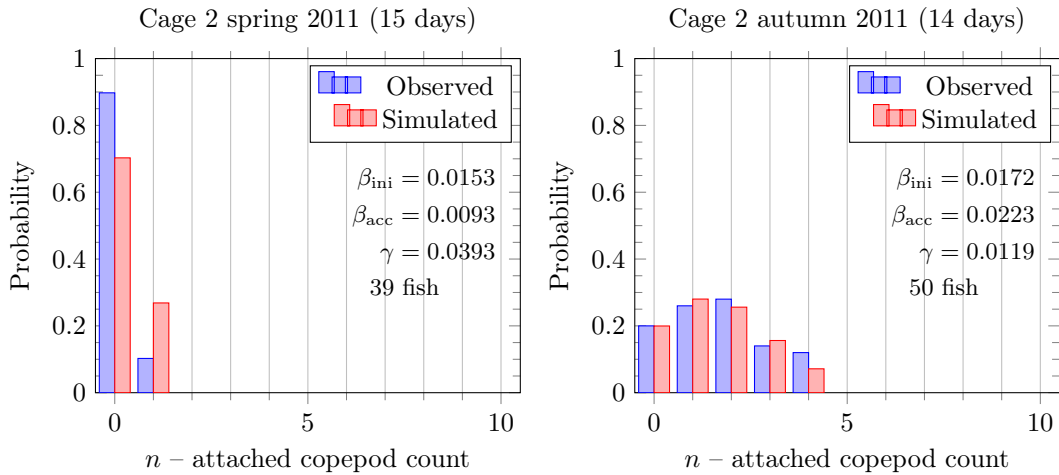 Cage 2 spring 2011 (15 days)
1
0.8
0.6
0.4
0.2
0
Probability
Observed
Simulated
β_ini = 0.0153
β_acc = 0.0093
γ = 0.0393
39 fish
0 5 10
n – attached copepod count
Cage 2 autumn 2011 (14 days)
1
0.8
0.6
0.4
0.2
0
Probability
Observed
Simulated
β_ini = 0.0172
β_acc = 0.0223
γ = 0.0119
50 fish
0 5 10
n – attached copepod count